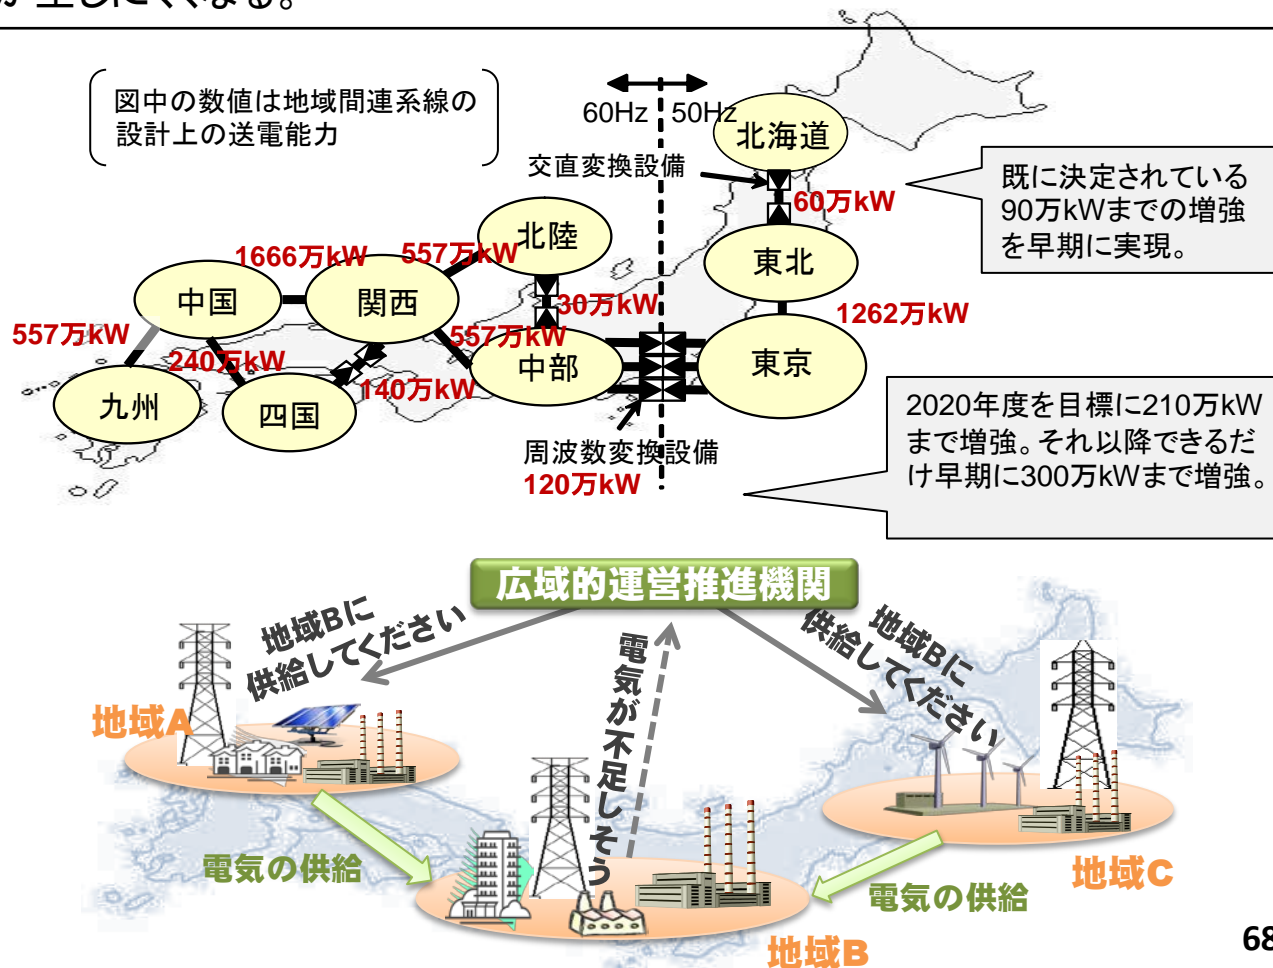 生じにくくなる。
図中の数値は地域間連系線の
設計上の送電能力
60Hz
50Hz
北海道
交直変換設備
60万kW
既に決定されている
90万kWまでの増強
を早期に実現。
北陸
東北
1666万kW
557万kW
中国
関西
30万kW
1262万kW
557万kW
557万kW
中部
東京
240万kW
140万kW
九州
四国
周波数変換設備
120万kW
2020年度を目標に210万kW
まで増強。それ以降できるだ
け早期に300万kWまで増強。
広域的運営推進機関
地域Bに
供給してください
電気が不足しそう
地域Bに
供給してください
地域A
電気の供給
地域C
電気の供給
地域B
68